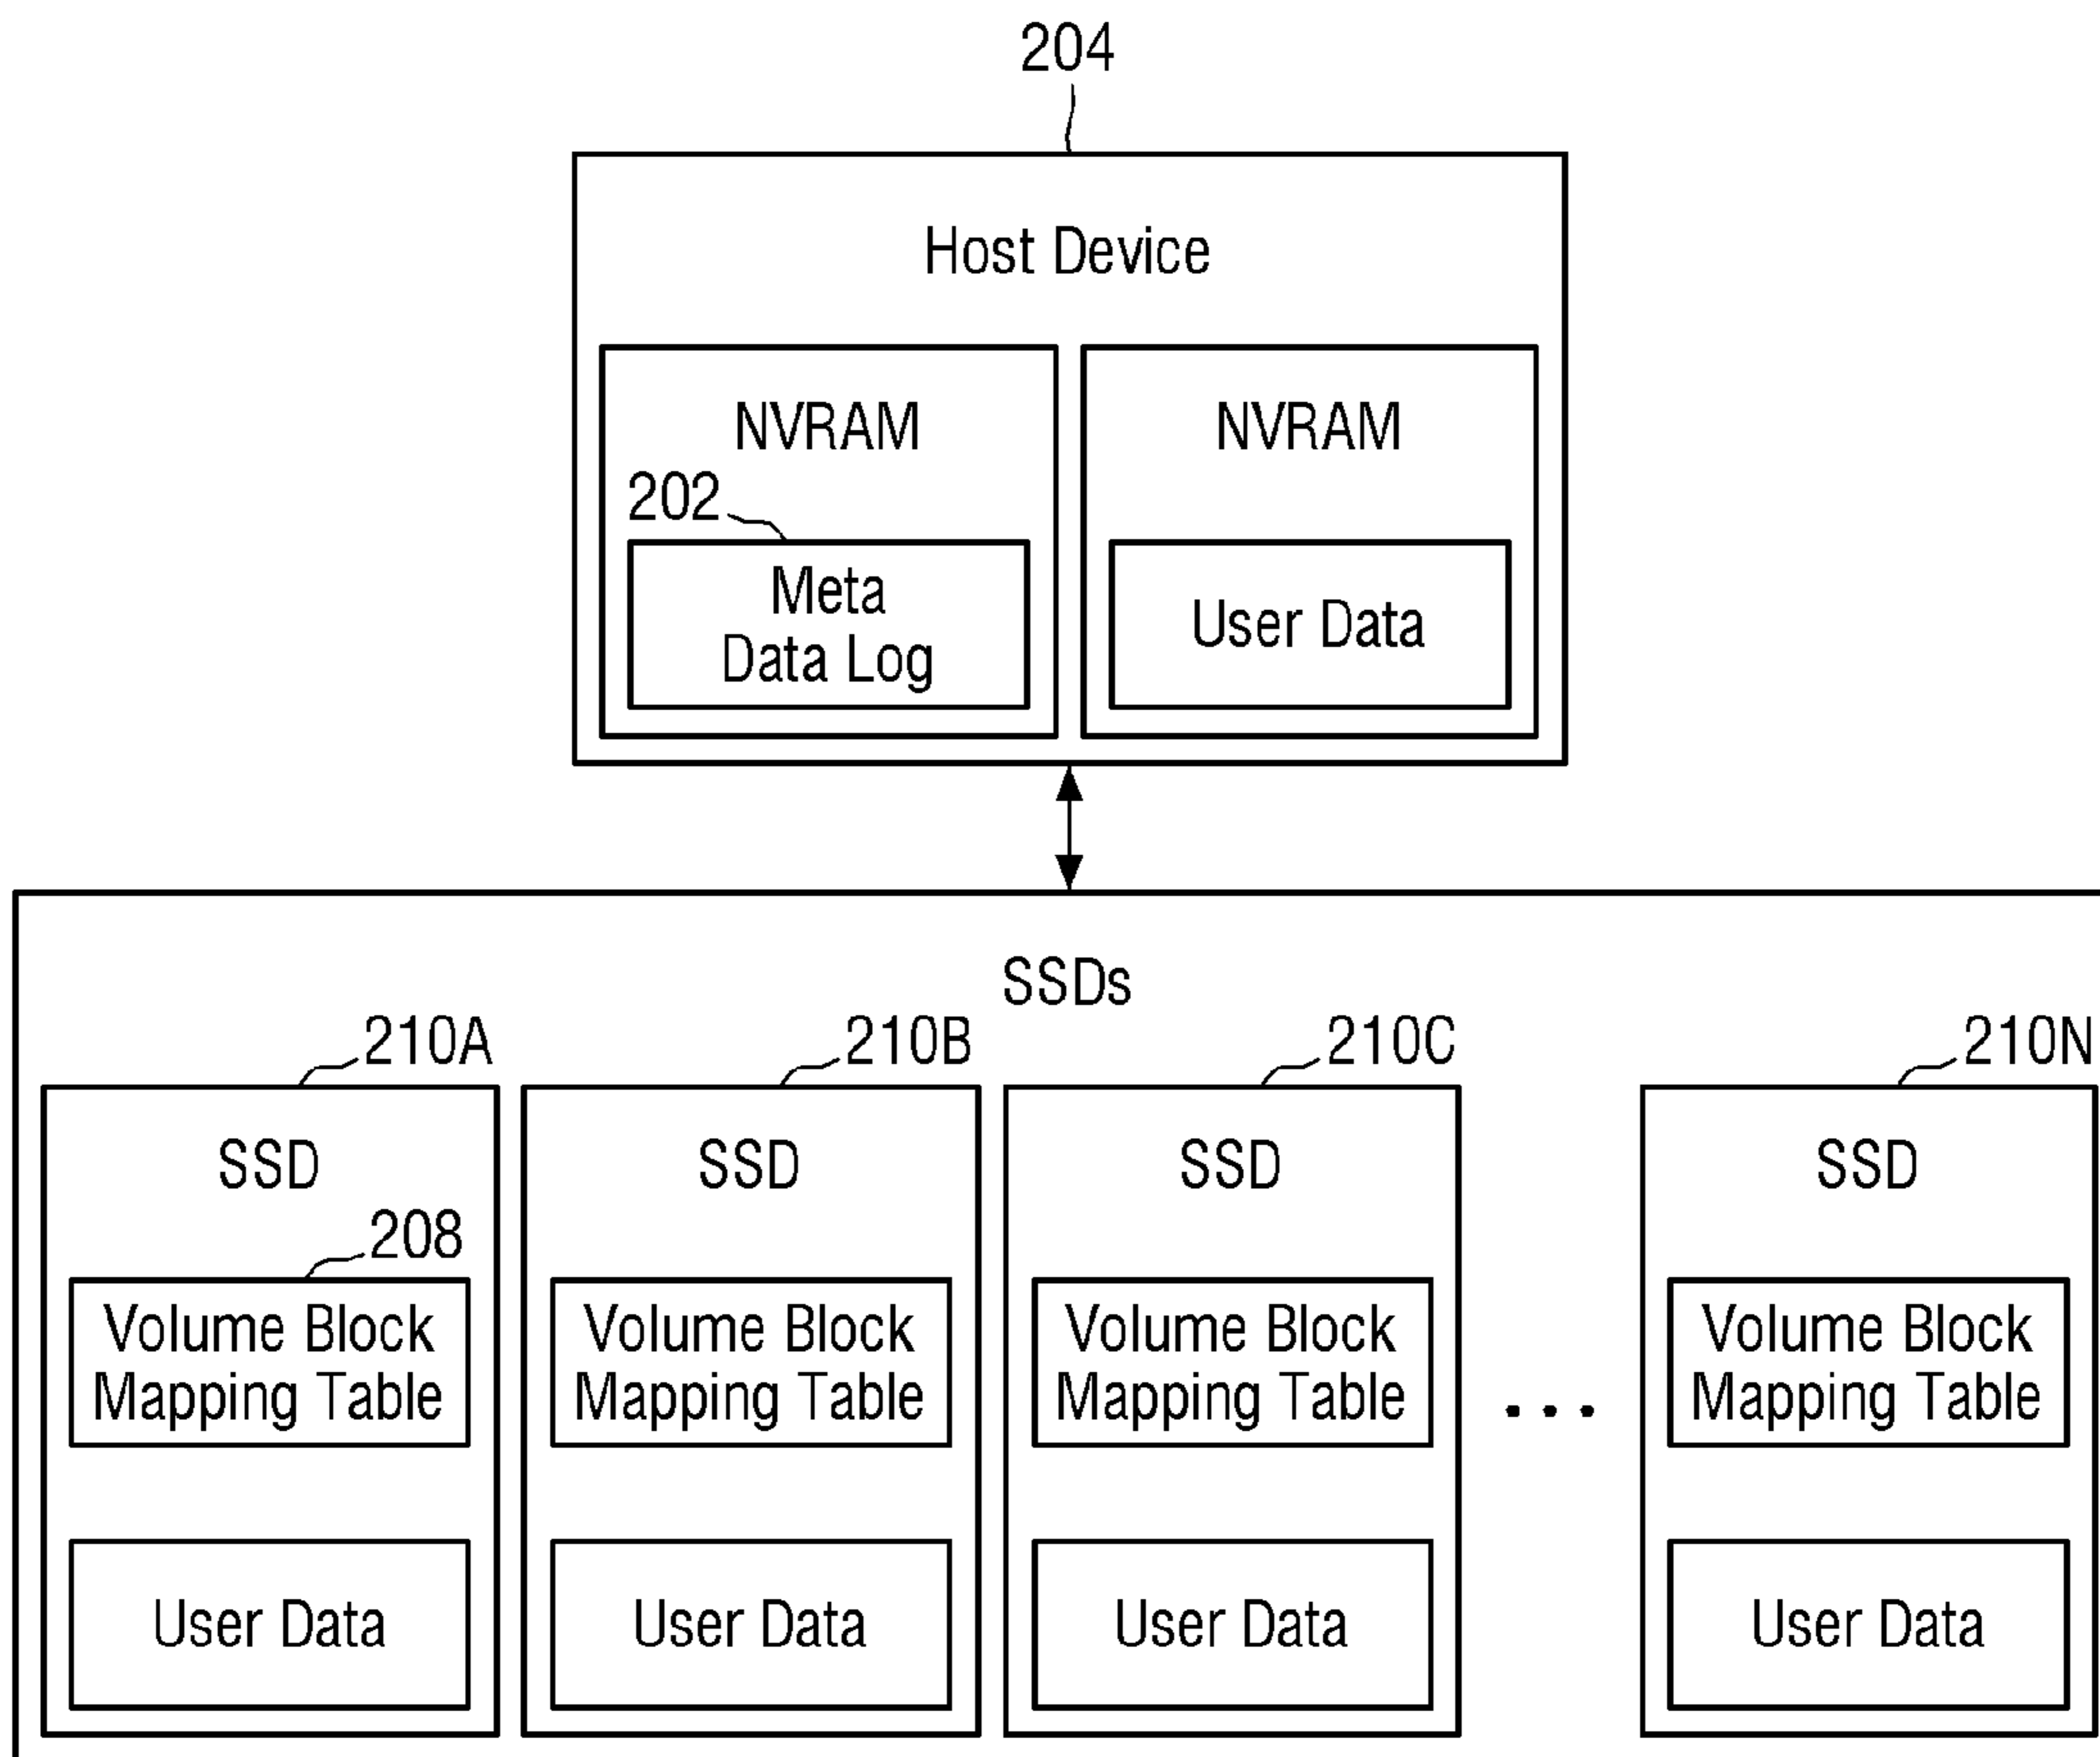 204
Host Device
NVRAM NVRAM
202
Meta
Data Log
User Data
SSDs
210A 210B 210C 210N
SSD SSD SSD SSD
208
Volume Block Volume Block Volume Block Volume Block
Mapping Table Mapping Table Mapping Table ... Mapping Table
User Data User Data User Data User Data